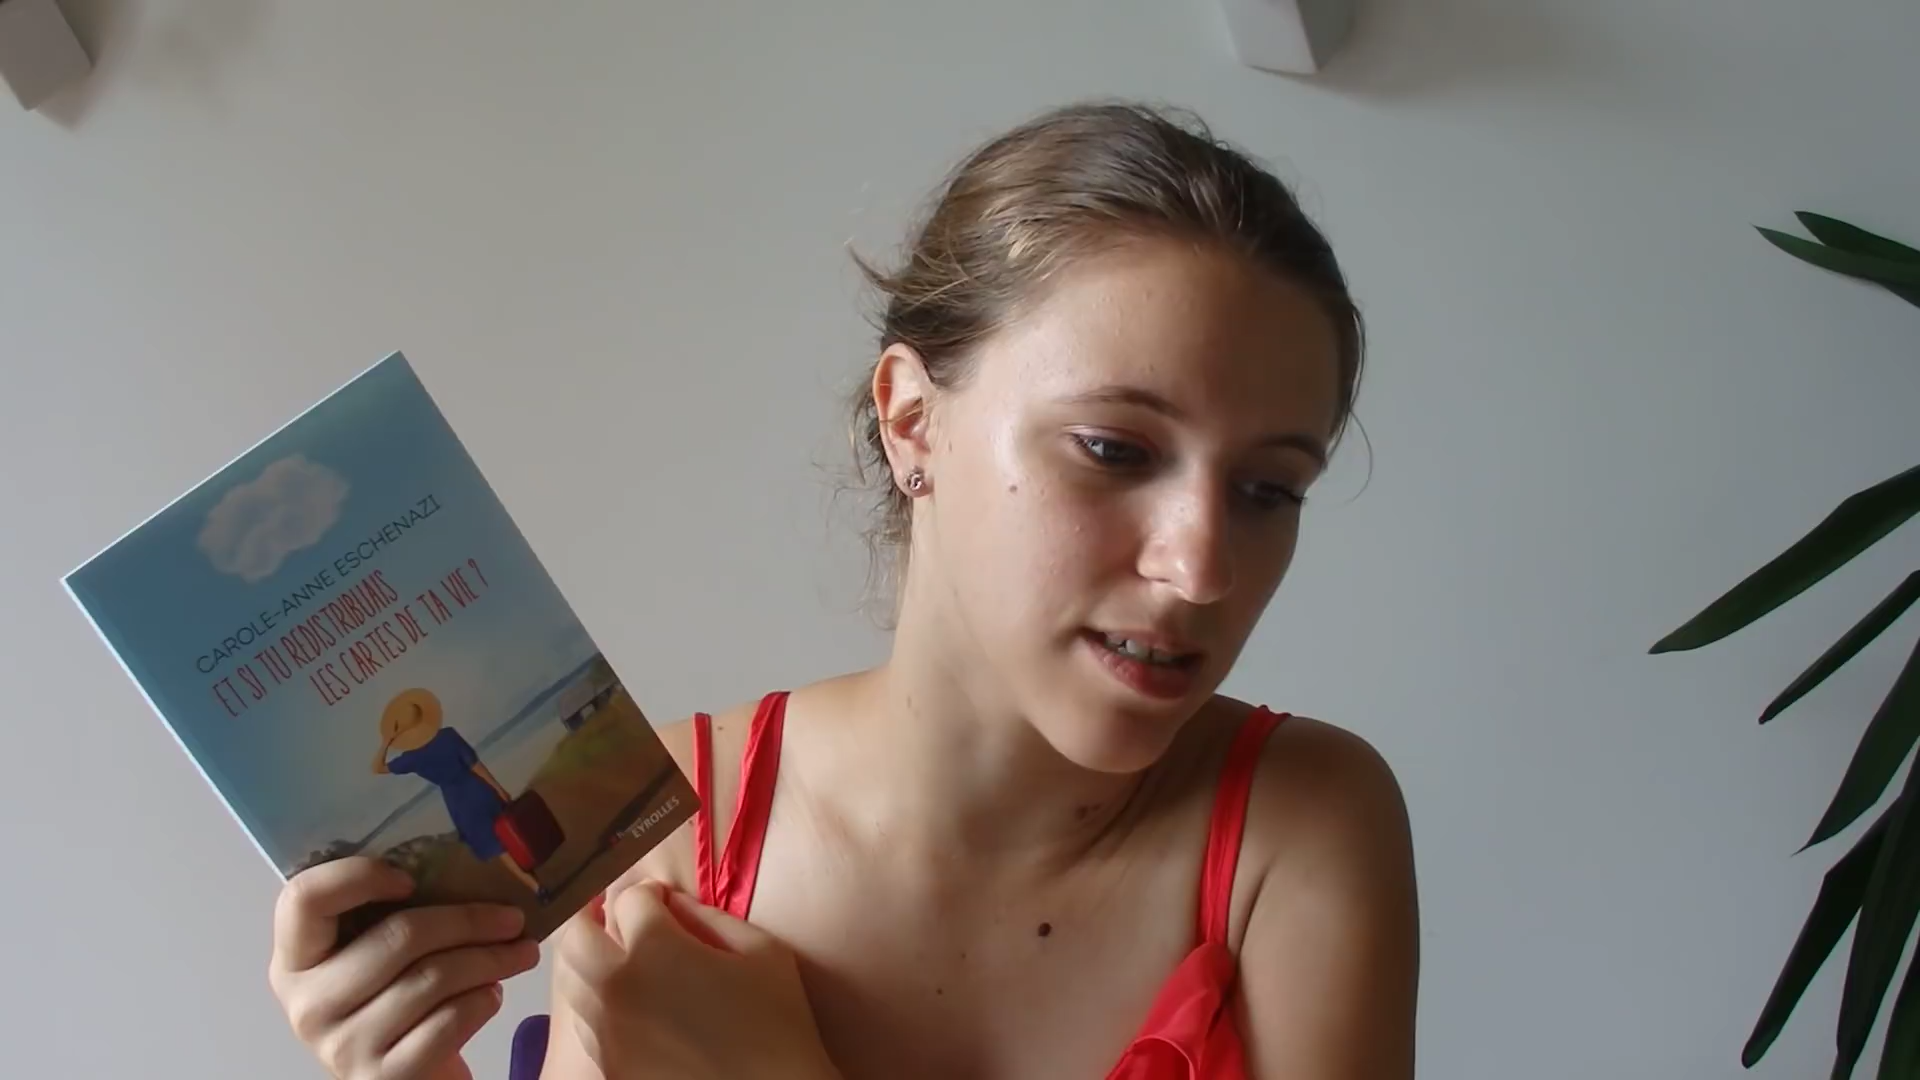 CAROLE-ANNE ESCHENAZI
ET SI TU REDISTRIBUAIS
LES CARTES DE TA VIE ?
EYROLLES